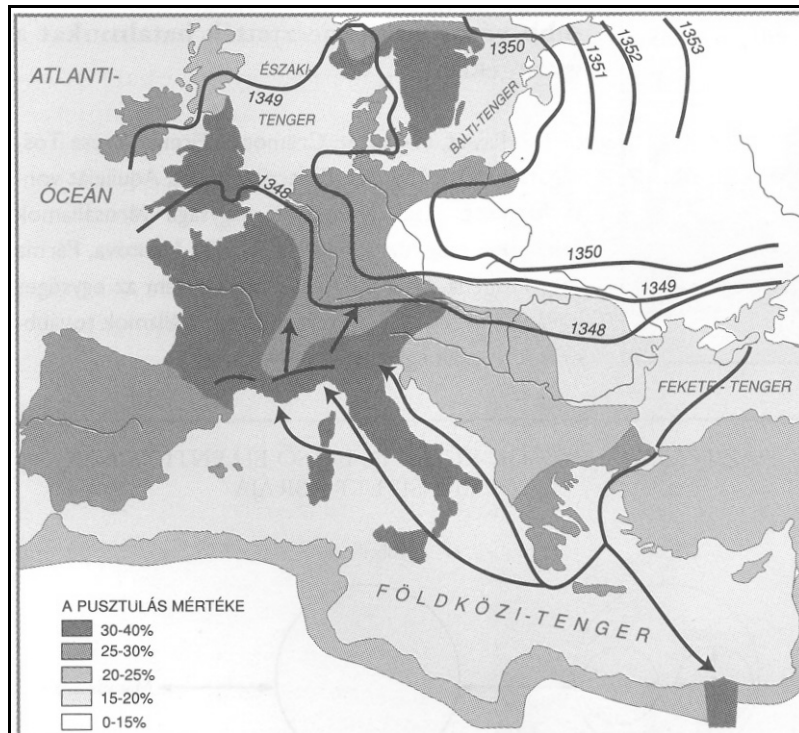 1350
1351
1352
1353
ATLANTI-
ÓCEÁN
ÉSZAKI-
TENGER
1349
BALTI-TENGER
1348
1350
1349
1348
FEKETE - TENGER
FÖLDKÖZI-TENGER
A PUSZTULÁS MÉRTÉKE
30-40%
25-30%
20-25%
15-20%
0-15%